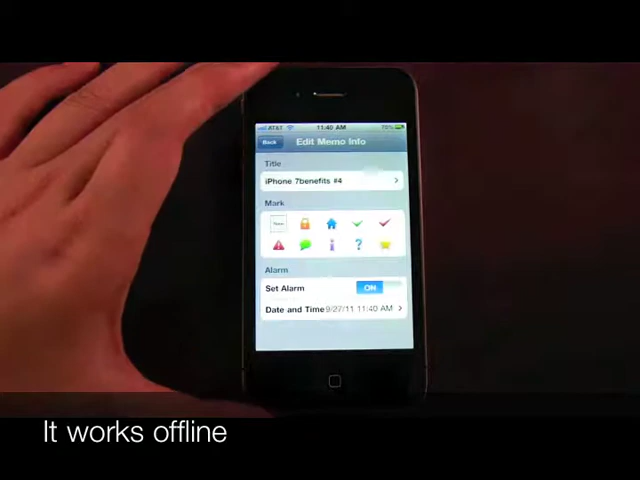 AT&T 11:40 AM 70%
Back Edit Memo Info
Title
iPhone 7benefits #4
Mark
Alarm
Set Alarm ON
Date and Time 9/27/11 11:40 AM
It works offline